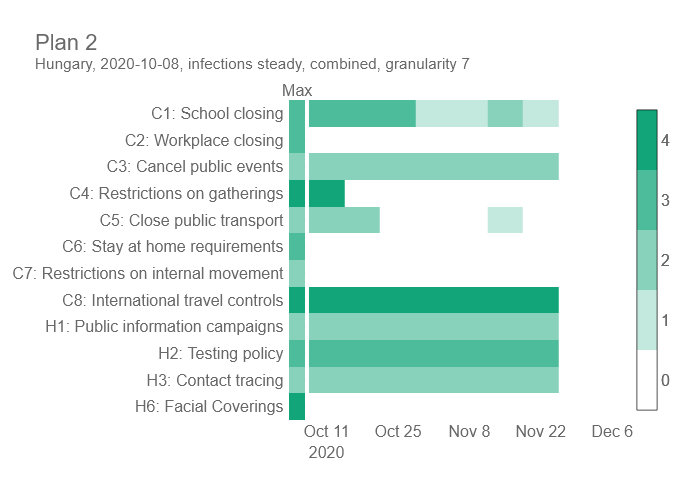 Plan 2
Hungary, 2020-10-08, infections steady, combined, granularity 7
Max
C1: School closing
C2: Workplace closing
C3: Cancel public events
C4: Restrictions on gatherings
C5: Close public transport
C6: Stay at home requirements
C7: Restrictions on internal movement
C8: International travel controls
H1: Public information campaigns
H2: Testing policy
H3: Contact tracing
H6: Facial Coverings
4
3
2
1
0
Oct 11 Oct 25 Nov 8 Nov 22 Dec 6
2020